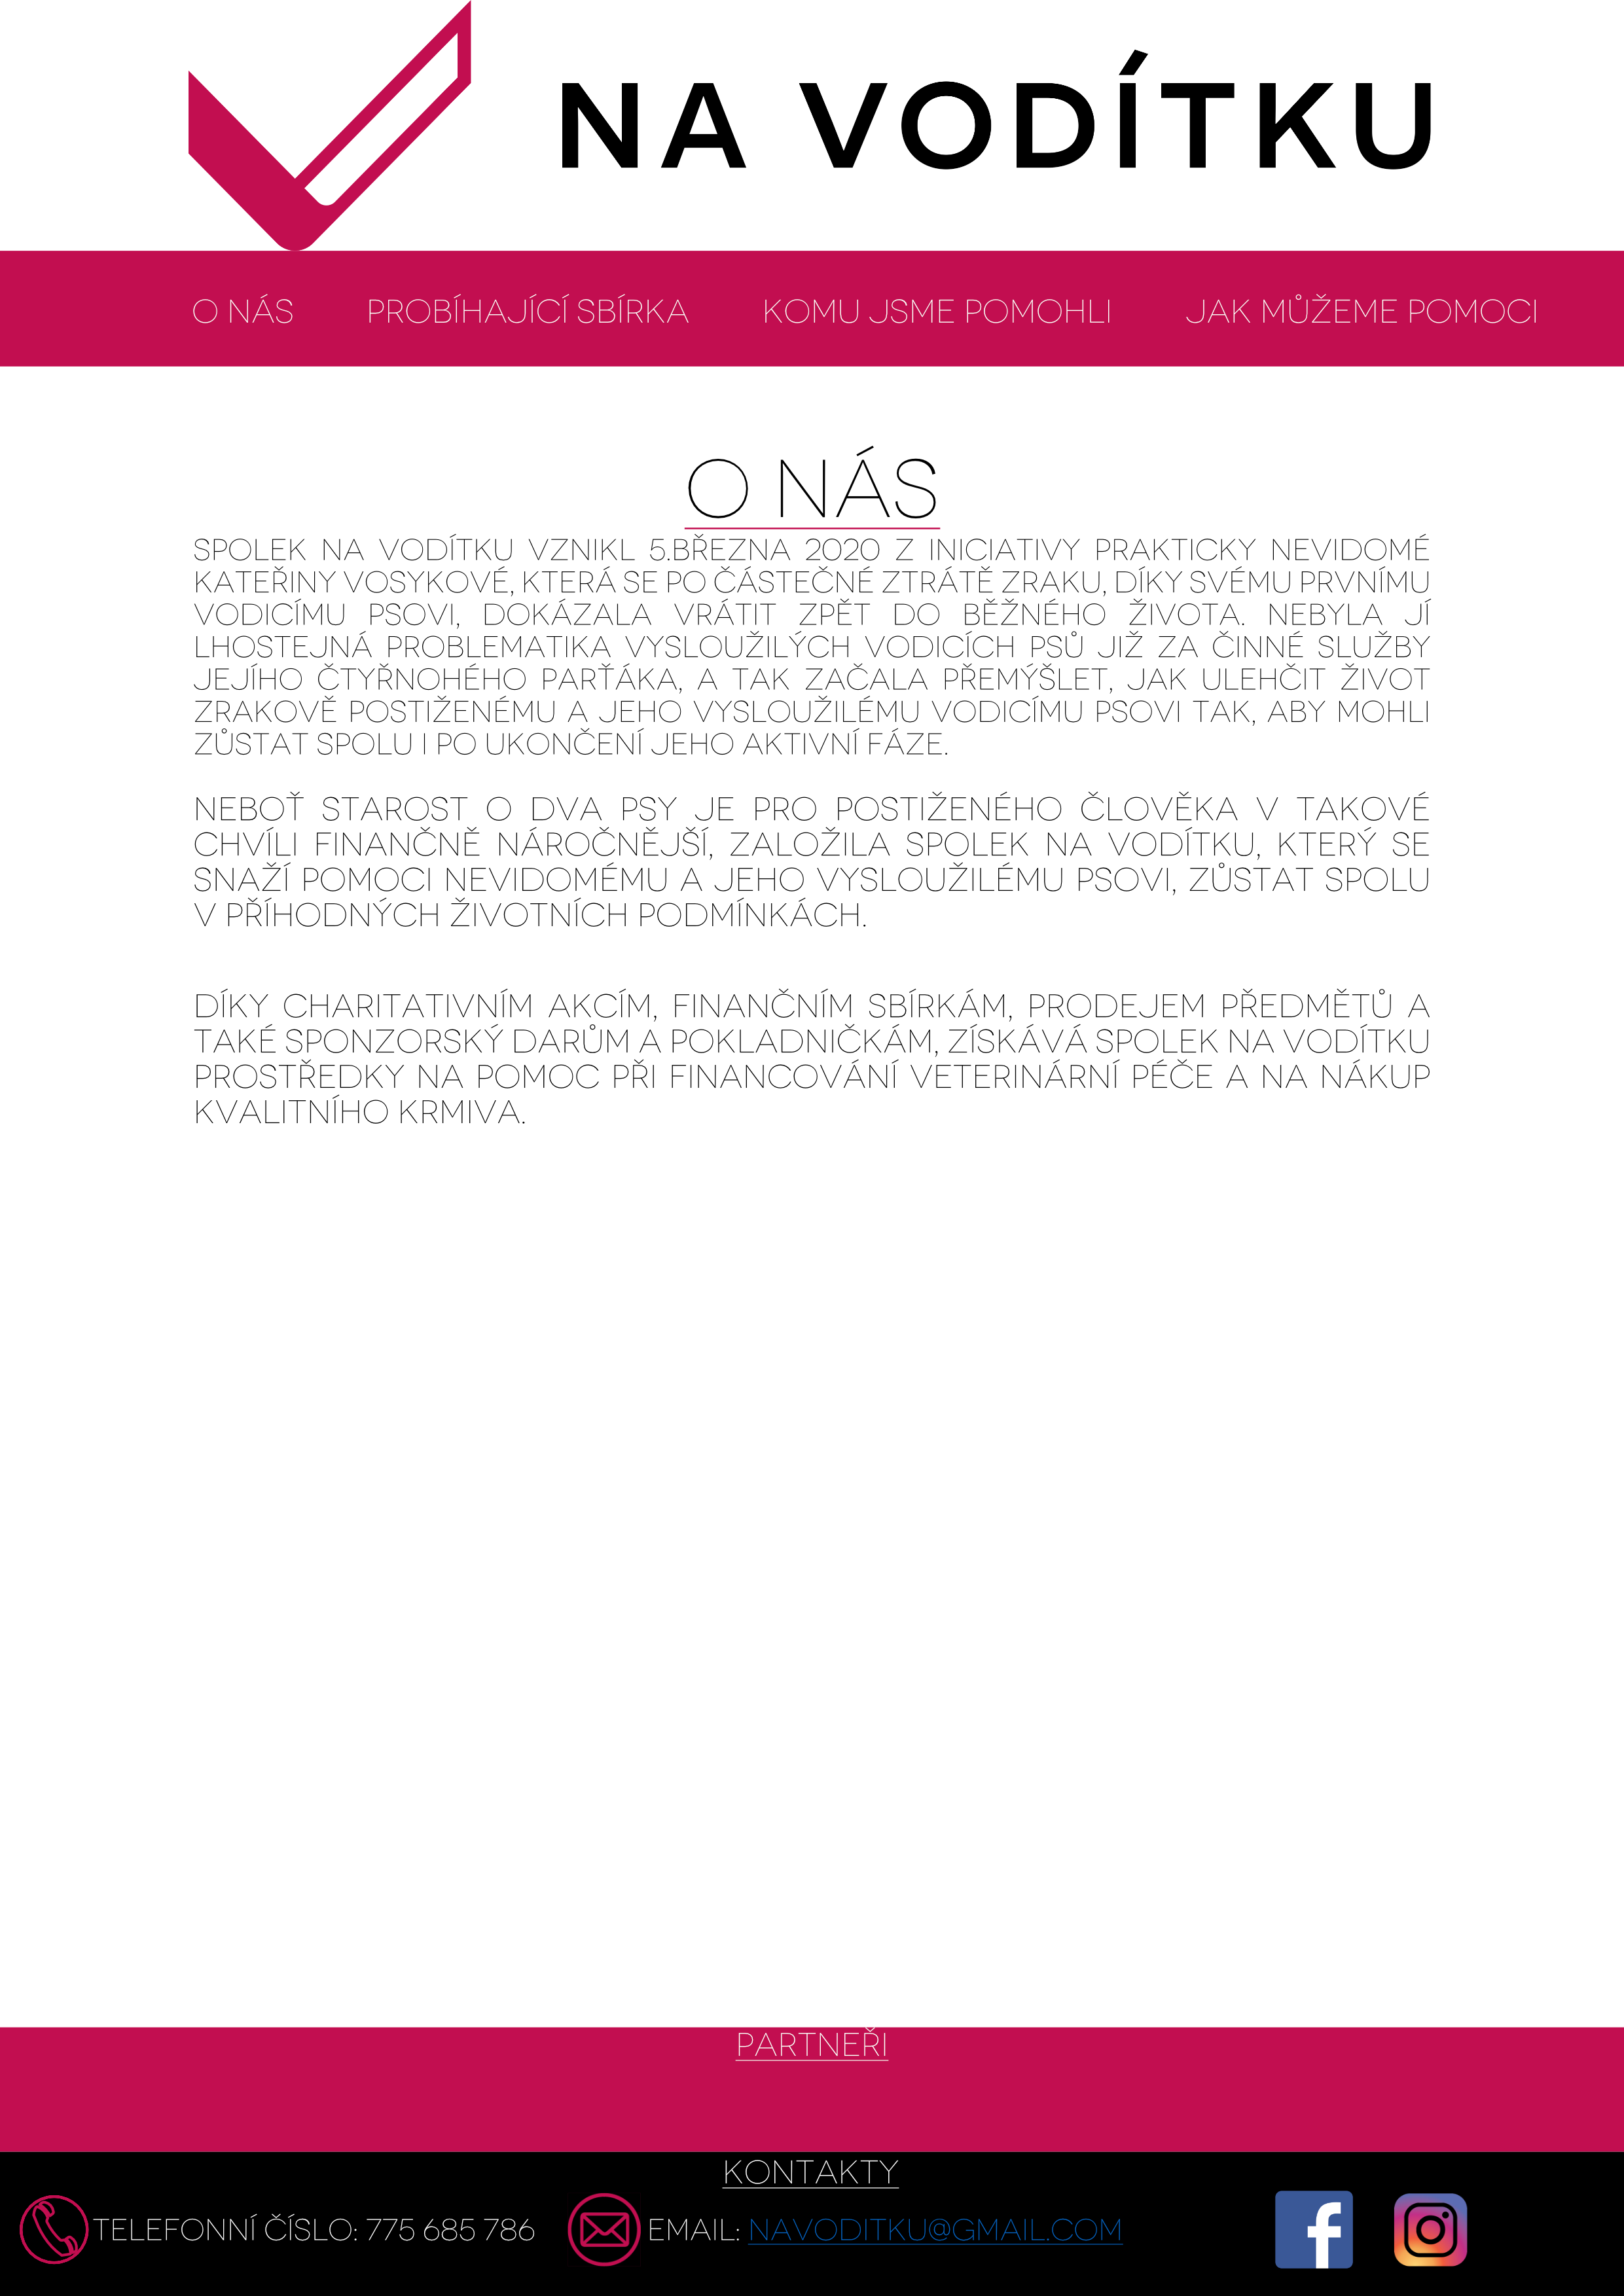 NA VODÍTKU
O NÁS PROBÍHAJÍCÍ SBÍRKA KOMU JSME POMOHLI JAK MŮŽEME POMOCI
O NÁS
SPOLEK NA VODÍTKU VZNIKL 5.BŘEZNA 2020 Z INICIATIVY PRAKTICKY NEVIDOMÉ
KATEŘINY VOSYKOVÉ, KTERÁ SE PO ČÁSTEČNÉ ZTRÁTĚ ZRAKU, DÍKY SVÉMU PRVNÍMU
VODICÍMU PSOVI, DOKÁZALA VRÁTIT ZPĚT DO BĚŽNÉHO ŽIVOTA. NEBYLA JÍ
LHOSTEJNÁ PROBLEMATIKA VYSLOUŽILÝCH VODICÍCH PSŮ JIŽ ZA ČINNÉ SLUŽBY
JEJÍHO ČTYŘNOHÉHO PARŤÁKA, A TAK ZAČALA PŘEMÝŠLET, JAK ULEHČIT ŽIVOT
ZRAKOVĚ POSTIŽENÉMU A JEHO VYSLOUŽILÉMU VODICÍMU PSOVI TAK, ABY MOHLI
ZŮSTAT SPOLU I PO UKONČENÍ JEHO AKTIVNÍ FÁZE.
NEBOŤ STAROST O DVA PSY JE PRO POSTIŽENÉHO ČLOVĚKA V TAKOVÉ
CHVÍLI FINANČNĚ NÁROČNĚJŠÍ, ZALOŽILA SPOLEK NA VODÍTKU, KTERÝ SE
SNAŽÍ POMOCI NEVIDOMÉMU A JEHO VYSLOUŽILÉMU PSOVI, ZŮSTAT SPOLU
V PŘÍHODNÝCH ŽIVOTNÍCH PODMÍNKÁCH.
DÍKY CHARITATIVNÍM AKCÍM, FINANČNÍM SBÍRKÁM, PRODEJEM PŘEDMĚTŮ A
TAKÉ SPONZORSKÝ DARŮM A POKLADNIČKÁM, ZÍSKÁVÁ SPOLEK NA VODÍTKU
PROSTŘEDKY NA POMOC PŘI FINANCOVÁNÍ VETERINÁRNÍ PÉČE A NA NÁKUP
KVALITNÍHO KRMIVA.
PARTNEŘI
KONTAKTY
TELEFONNÍ ČÍSLO: 775 685 786 EMAIL: NAVODITKU@GMAIL.COM